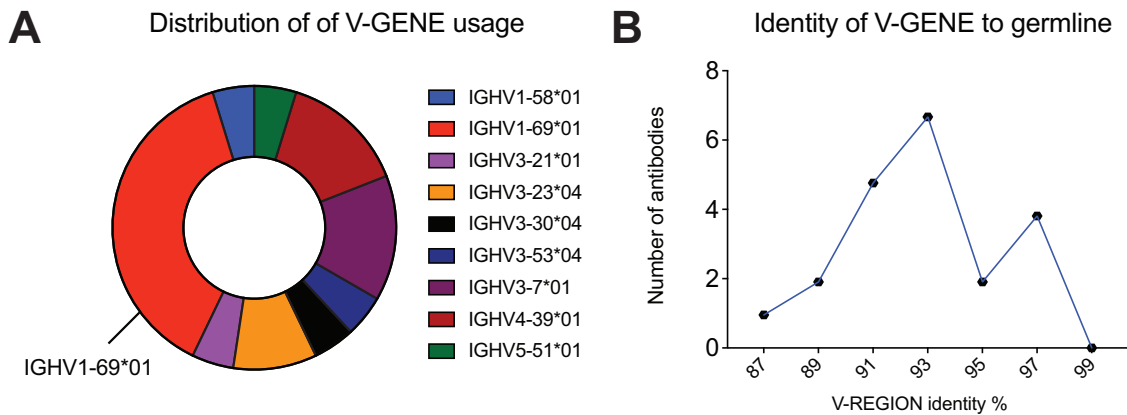 A
Distribution of of V-GENE usage
IGHV1-58*01
IGHV1-69*01
IGHV3-21*01
IGHV3-23*04
IGHV3-30*04
IGHV3-53*04
IGHV3-7*01
IGHV4-39*01
IGHV5-51*01
IGHV1-69*01
B
Identity of V-GENE to germline
Number of antibodies
8
6
4
2
0
87 89 91 93 95 97 99
V-REGION identity %